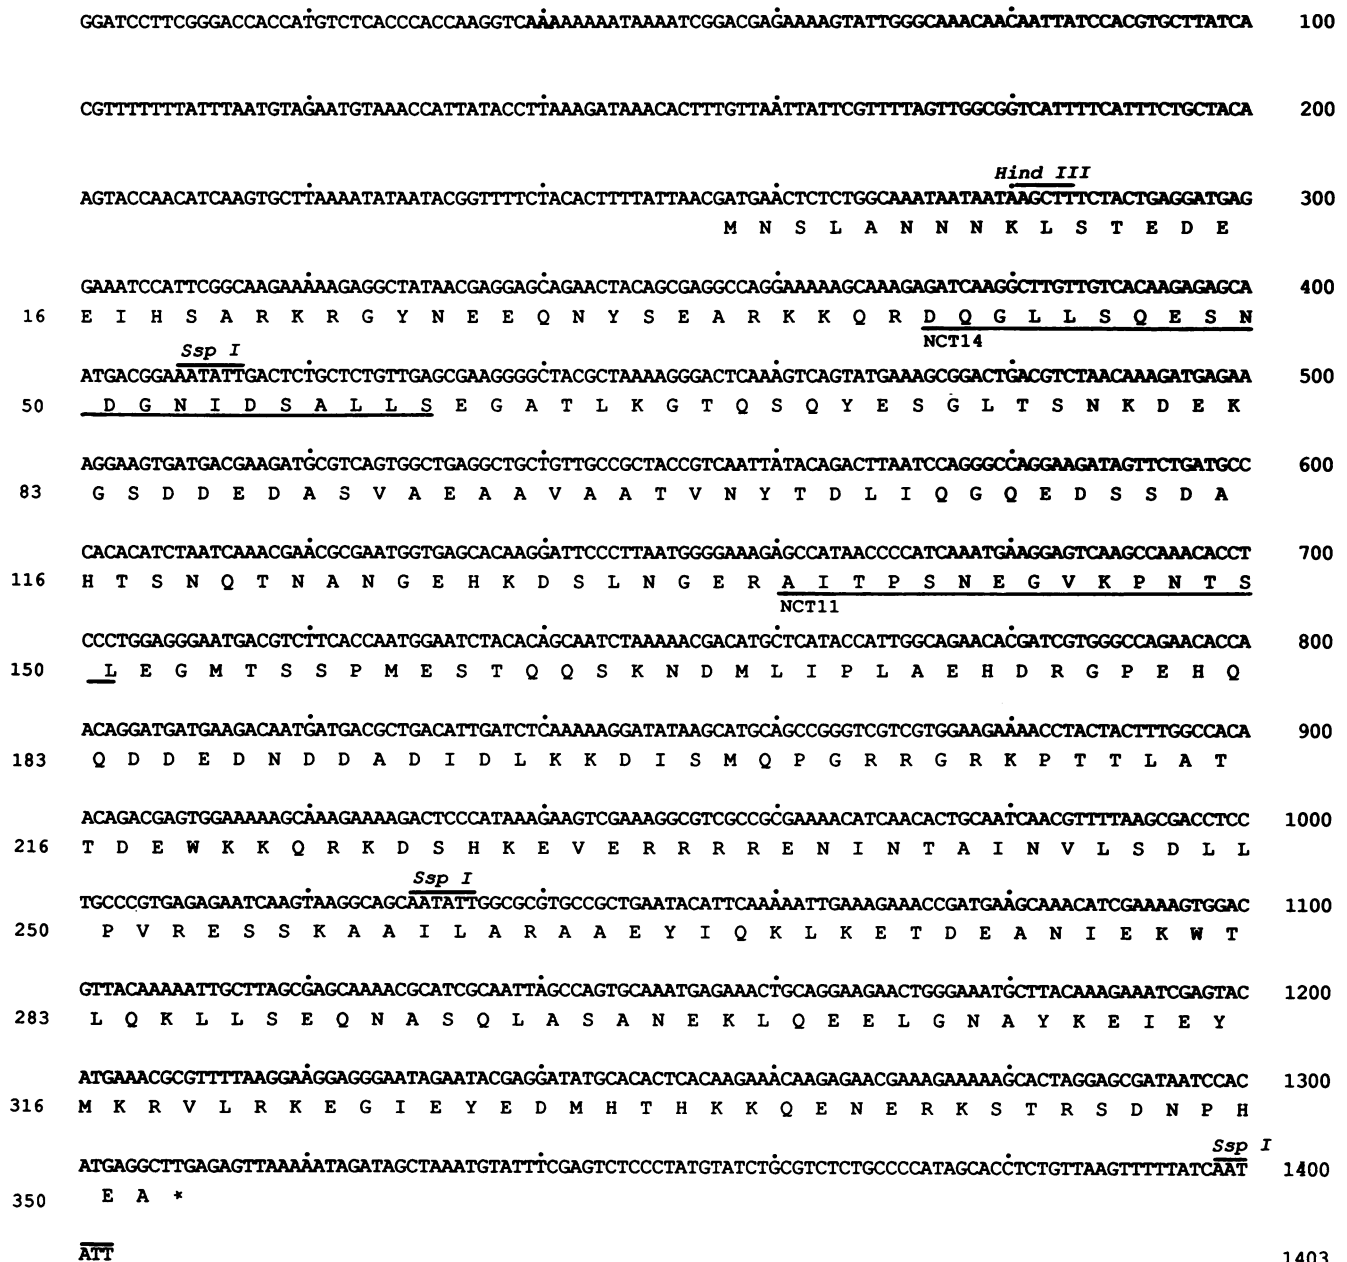 GGATCCTTCGGGACCACCATGTCTCACCCACCAAGGTCAAAAAAAATAAAATCGGACGAGAAAAGTATTGGGCAAACAACAATTATCCACGTGCTTATCA 100
CGTTTTTTTATTTAATGTAGAATGTAAACCATTATACCTTAAAGATAAACACTTTGTTAATTATTCGTTTTAGTTGGCGGTCATTTTCATTTCTGCTACA 200
Hind III
AGTACCAACATCAAGTGCTTAAAATATAATACGGTTTTCTACACTTTTATTAACGATGAACTCTCTGGCAAATAATAATAAGCTTTCTACTGAGGATGAG 300
M N S L A N N N K L S T E D E
GAAATCCATTCGGCAAGAAAAAGAGGCTATAACGAGGAGCAGAACTACAGCGAGGCCAGGAAAAAGCAAAGAGATCAAGGCTTGTTGTCACAAGAGAGCA 400
16 E I H S A R K R G Y N E E Q N Y S E A R K K Q R D Q G L L S Q E S N
Ssp I NCT14
ATGACGGAAATATTGACTCTGCTCTGTTGAGCGAAGGGGCTACGCTAAAAGGGACTCAAAGTCAGTATGAAAGCGGACTGACGTCTAACAAAGATGAGAA 500
50 D G N I D S A L L S E G A T L K G T Q S Q Y E S G L T S N K D E K
AGGAAGTGATGACGAAGATGCGTCAGTGGCTGAGGCTGCTGTTGCCGCTACCGTCAATTATACAGACTTAATCCAGGGCCAGGAAGATAGTTCTGATGCC 600
83 G S D D E D A S V A E A A V A A T V N Y T D L I Q G Q E D S S D A
CACACATCTAATCAAACGAACGCGAATGGTGAGCACAAGGATTCCCTTAATGGGGAAAGAGCCATAACCCCATCAAATGAAGGAGTCAAGCCAAACACCT 700
116 H T S N Q T N A N G E H K D S L N G E R A I T P S N E G V K P N T S
NCT11
CCCTGGAGGGAATGACGTCTTCACCAATGGAATCTACACAGCAATCTAAAAACGACATGCTCATACCATTGGCAGAACACGATCGTGGGCCAGAACACCA 800
150 L E G M T S S P M E S T Q Q S K N D M L I P L A E H D R G P E H Q
ACAGGATGATGAAGACAATGATGACGCTGACATTGATCTCAAAAAGGATATAAGCATGCAGCCGGGTCGTCGTGGAAGAAAACCTACTACTTTGGCCACA 900
183 Q D D E D N D D A D I D L K K D I S M Q P G R R G R K P T T L A T
ACAGACGAGTGGAAAAAGCAAAGAAAAGACTCCCATAAAGAAGTCGAAAGGCGTCGCCGCGAAAACATCAACACTGCAATCAACGTTTTAAGCGACCTCC 1000
216 T D E W K K Q R K D S H K E V E R R R R E N I N T A I N V L S D L L
Ssp I
TGCCCGTGAGAGAATCAAGTAAGGCAGCAATATTGGCGCGTGCCGCTGAATACATTCAAAAATTGAAAGAAACCGATGAAGCAAACATCGAAAAGTGGAC 1100
250 P V R E S S K A A I L A R A A E Y I Q K L K E T D E A N I E K W T
GTTACAAAAATTGCTTAGCGAGCAAAACGCATCGCAATTAGCCAGTGCAAATGAGAAACTGCAGGAAGAACTGGGAAATGCTTACAAAGAAATCGAGTAC 1200
283 L Q K L L S E Q N A S Q L A S A N E K L Q E E L G N A Y K E I E Y
ATGAAACGCGTTTTAAGGAAGGAGGGAATAGAATACGAGGATATGCACACTCACAAGAAACAAGAGAACGAAAGAAAAAGCACTAGGAGCGATAATCCAC 1300
316 M K R V L R K E G I E Y E D M H T H K K Q E N E R K S T R S D N P H
Ssp I
ATGAGGCTTGAGAGTTAAAAATAGATAGCTAAATGTATTTCGAGTCTCCCTATGTATCTGCGTCTCTGCCCCATAGCACCTCTGTTAAGTTTTTATCAAT 1400
350 E A *
ATT 1403